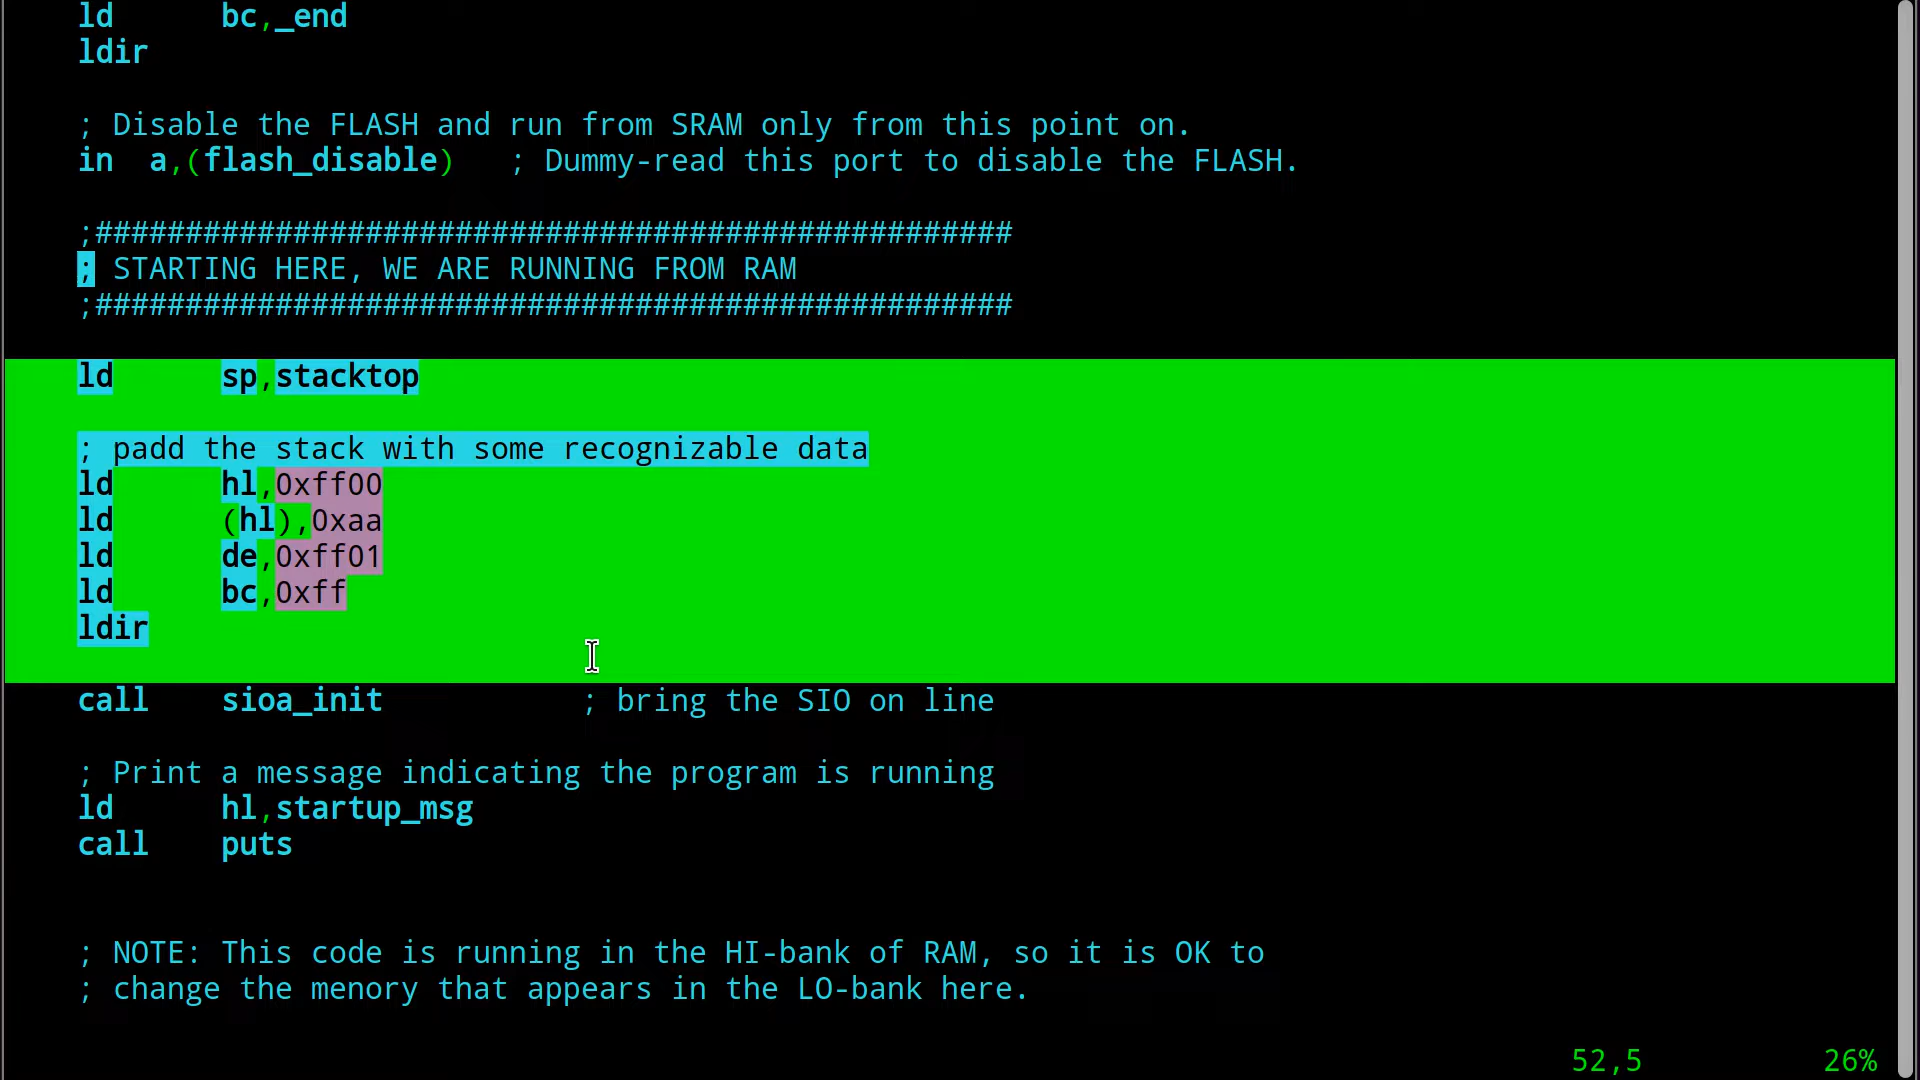 ld      bc,_end
ldir
; Disable the FLASH and run from SRAM only from this point on.
in  a,(flash_disable)   ; Dummy-read this port to disable the FLASH.
;###################################################
; STARTING HERE, WE ARE RUNNING FROM RAM
;###################################################
ld      sp,stacktop
; padd the stack with some recognizable data
ld      hl,0xff00
ld      (hl),0xaa
ld      de,0xff01
ld      bc,0xff
ldir
call    sioa_init           ; bring the SIO on line
; Print a message indicating the program is running
ld      hl,startup_msg
call    puts
; NOTE: This code is running in the HI-bank of RAM, so it is OK to
; change the menory that appears in the LO-bank here.
52,5          26%